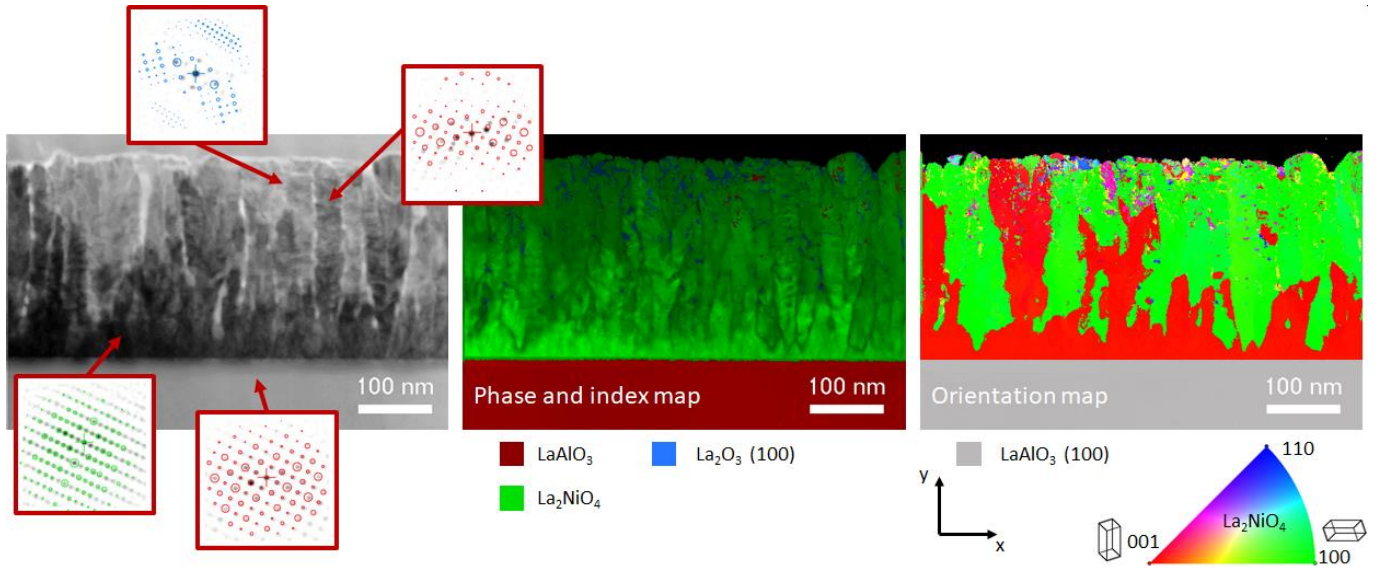 100 nm
Phase and index map
100 nm
Orientation map
100 nm
LaAlO₃
La₂O₃ (100)
La₂NiO₄
LaAlO₃ (100)
y
x
110
La₂NiO₄
001
100